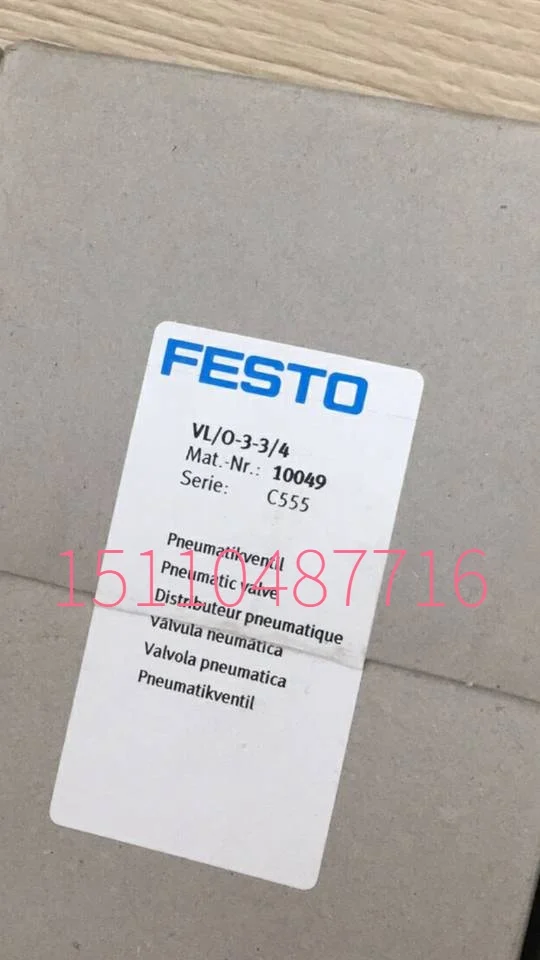 FESTO
VL/O-3-3/4
Mat.-Nr.: 10049
Serie: C555
Pneumatikventil
Pneumatic valve
Distributeur pneumatique
Válvula neumática
Valvola pneumatica
Pneumatikventil
15110487716